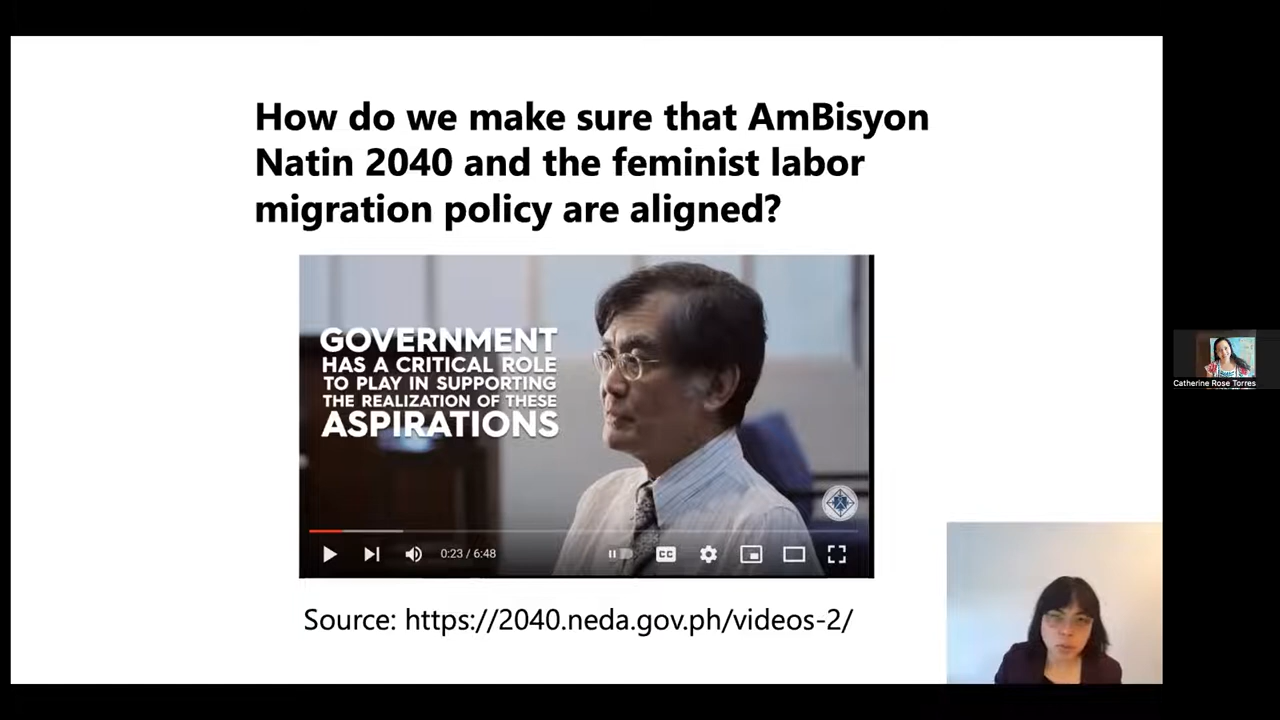 How do we make sure that AmBisyon
Natin 2040 and the feminist labor
migration policy are aligned?
GOVERNMENT
HAS A CRITICAL ROLE
TO PLAY IN SUPPORTING
THE REALIZATION OF THESE
ASPIRATIONS
0:23 / 6:48
CC
Source: https://2040.neda.gov.ph/videos-2/
Catherine Rose Torres